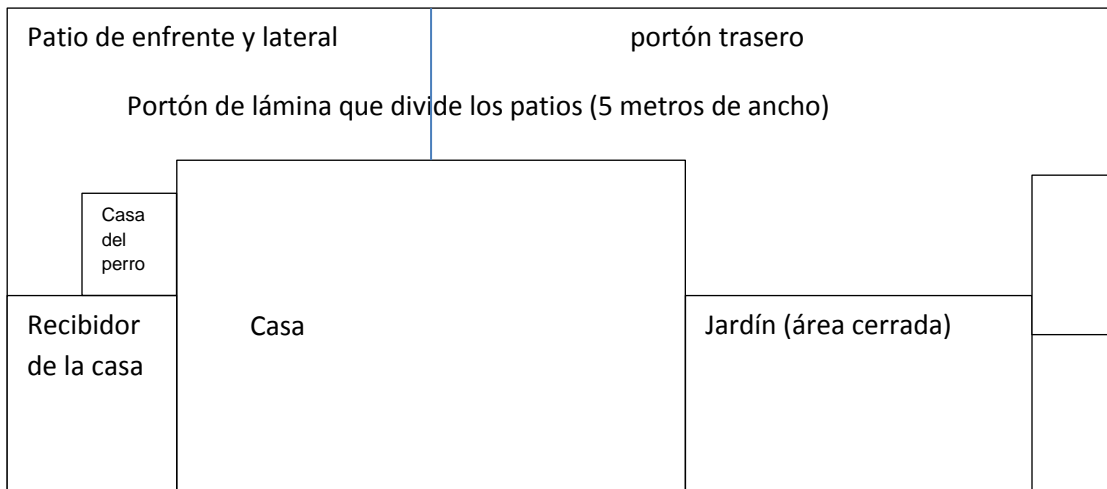 Patio de enfrente y lateral
portón trasero
Portón de lámina que divide los patios (5 metros de ancho)
Casa
del
perro
Recibidor
de la casa
Casa
Jardín (área cerrada)